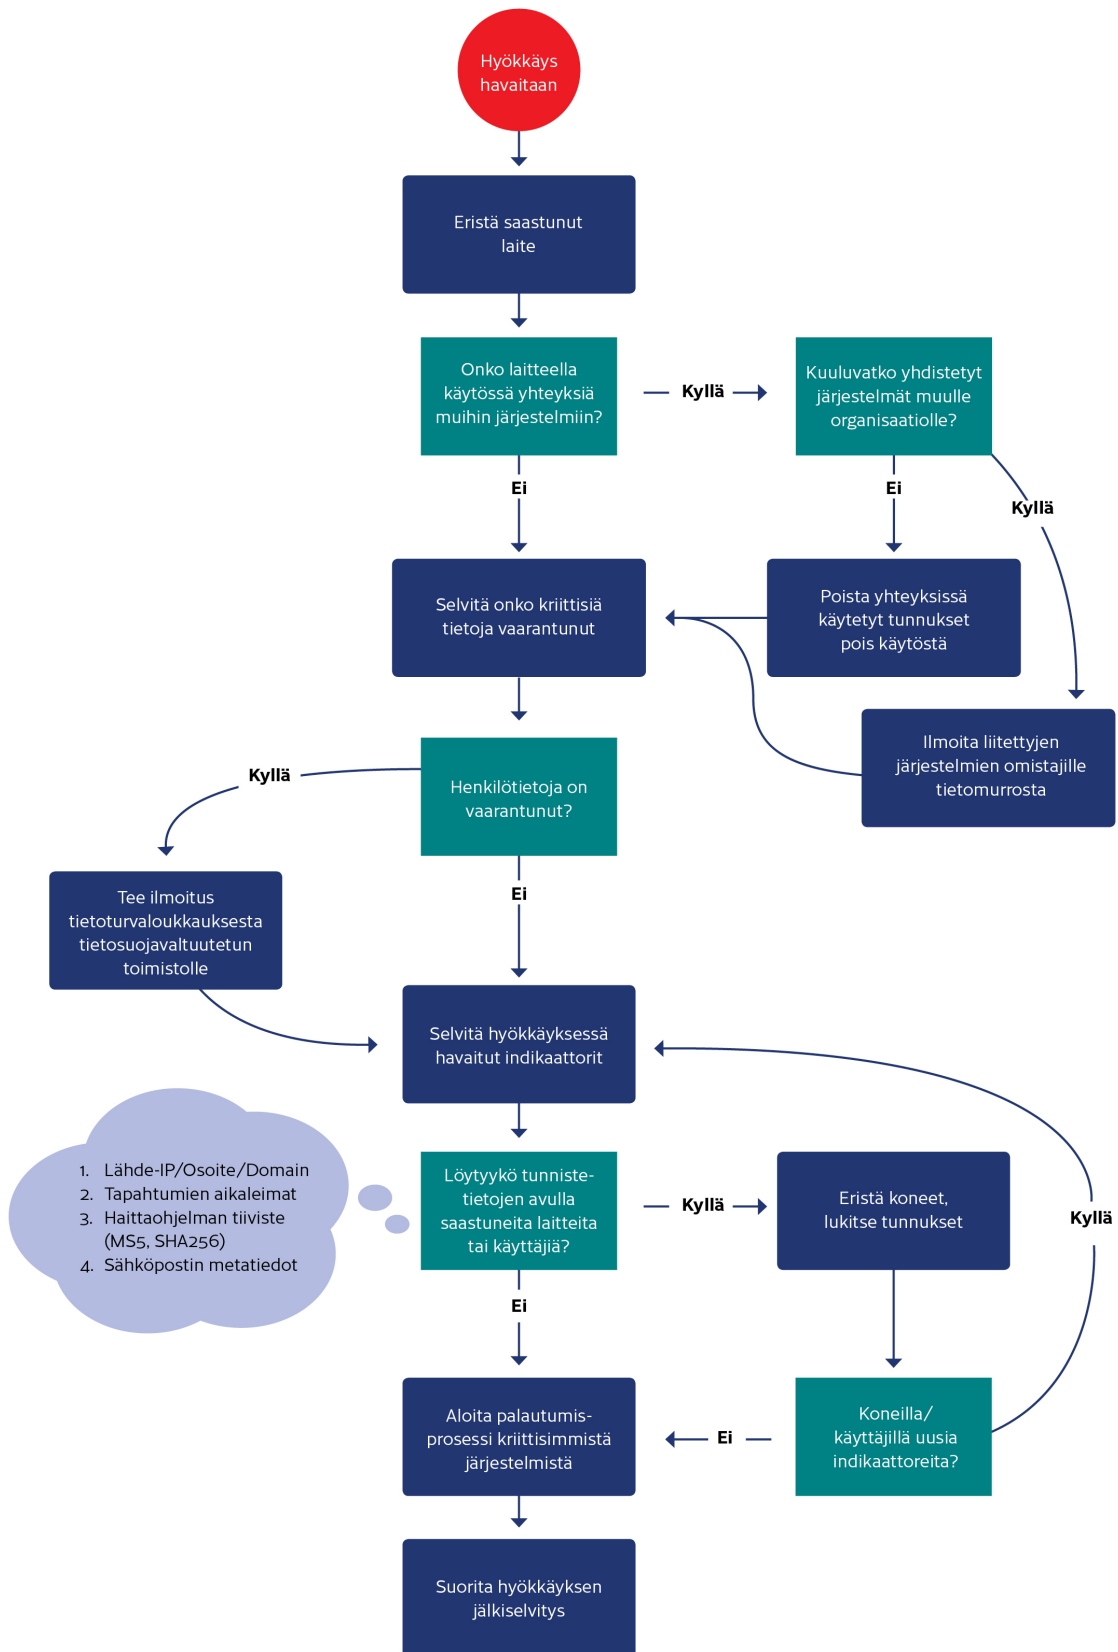 Hyökkäys
havaitaan
Eristä saastunut
laite
Onko laitteella
käytössä yhteyksiä
muihin järjestelmiin?
Kyllä
Kuuluvatko yhdistetyt
järjestelmät muulle
organisaatiolle?
Ei
Ei
Kyllä
Selvitä onko kriittisiä
tietoja vaarantunut
Poista yhteyksissä
käytetyt tunnukset
pois käytöstä
Ilmoita liitettyjen
järjestelmien omistajille
tietomurrosta
Kyllä
Henkilötietoja on
vaarantunut?
Ei
Tee ilmoitus
tietoturvaloukkauksesta
tietosuojavaltuutetun
toimistolle
Selvitä hyökkäyksessä
havaitut indikaattorit
1. Lähde-IP/Osoite/Domain
2. Tapahtumien aikaleimat
3. Haittaohjelman tiiviste
(MS5, SHA256)
4. Sähköpostin metatiedot
Löytyykö tunniste-
tietojen avulla
saastuneita laitteita
tai käyttäjiä?
Kyllä
Eristä koneet,
lukitse tunnukset
Kyllä
Ei
Aloita palautumis-
prosessi kriittisimmistä
järjestelmistä
Ei
Koneilla/
käyttäjillä uusia
indikaattoreita?
Suorita hyökkäyksen
jälkiselvitys